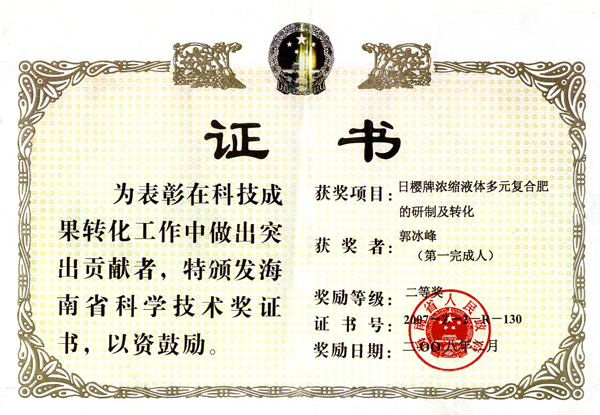 证书
为表彰在科技成
果转化工作中做出突
出贡献者，特颁发海
南省科学技术奖证
书，以资鼓励。
获奖项目：日樱牌浓缩液体多元复合肥
的研制及转化
获奖者：郭冰峰
（第一完成人）
奖励等级：二等奖
证书号：2007-Z-2-R-130
奖励日期：二〇〇八年二月
海南省人民政府